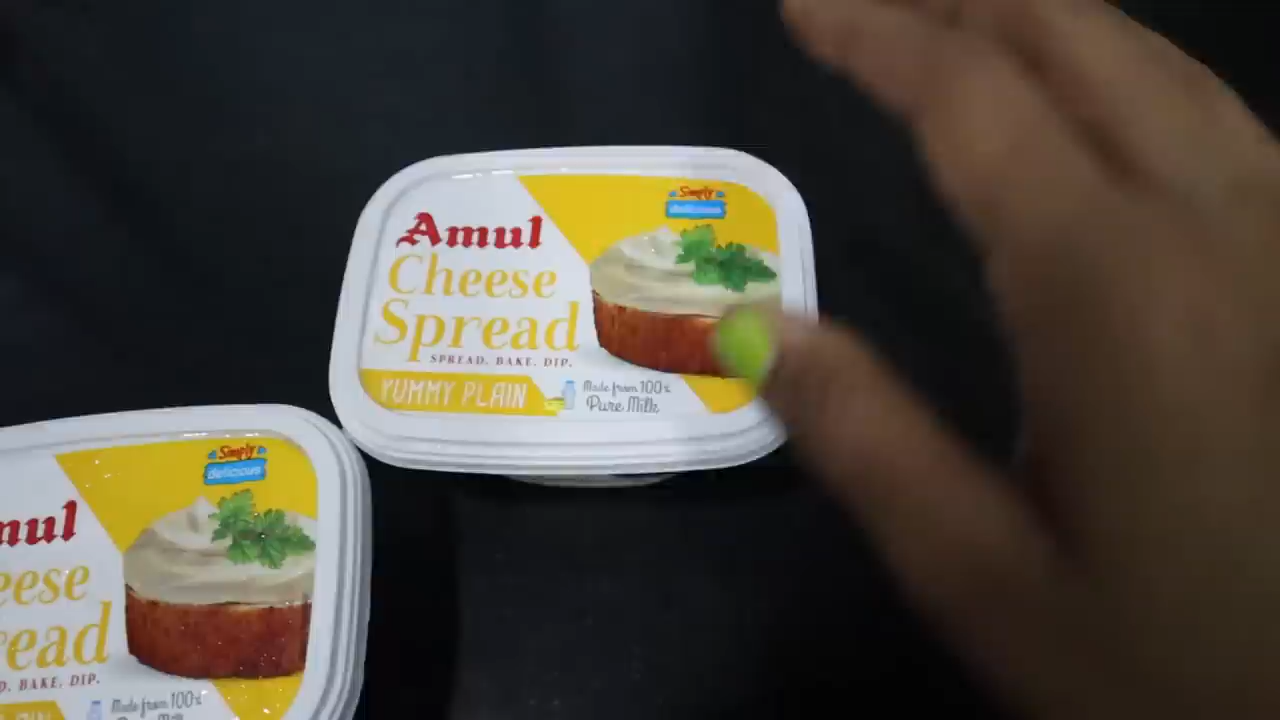 Amul
Cheese
Spread
SPREAD. BAKE. DIP.
YUMMY PLAIN
Made from 100%
Pure Milk
Simply
delicious
Simply
delicious
mul
eese
read
D. BAKE. DIP.
Made from 100%